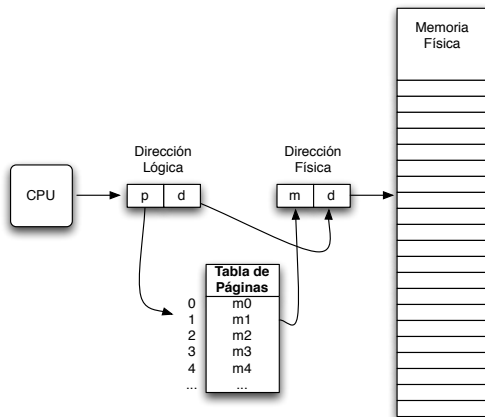 Memoria
Física
Dirección
Lógica
Dirección
Física
CPU
p d
m d
Tabla de
Páginas
0 m0
1 m1
2 m2
3 m3
4 m4
... ...